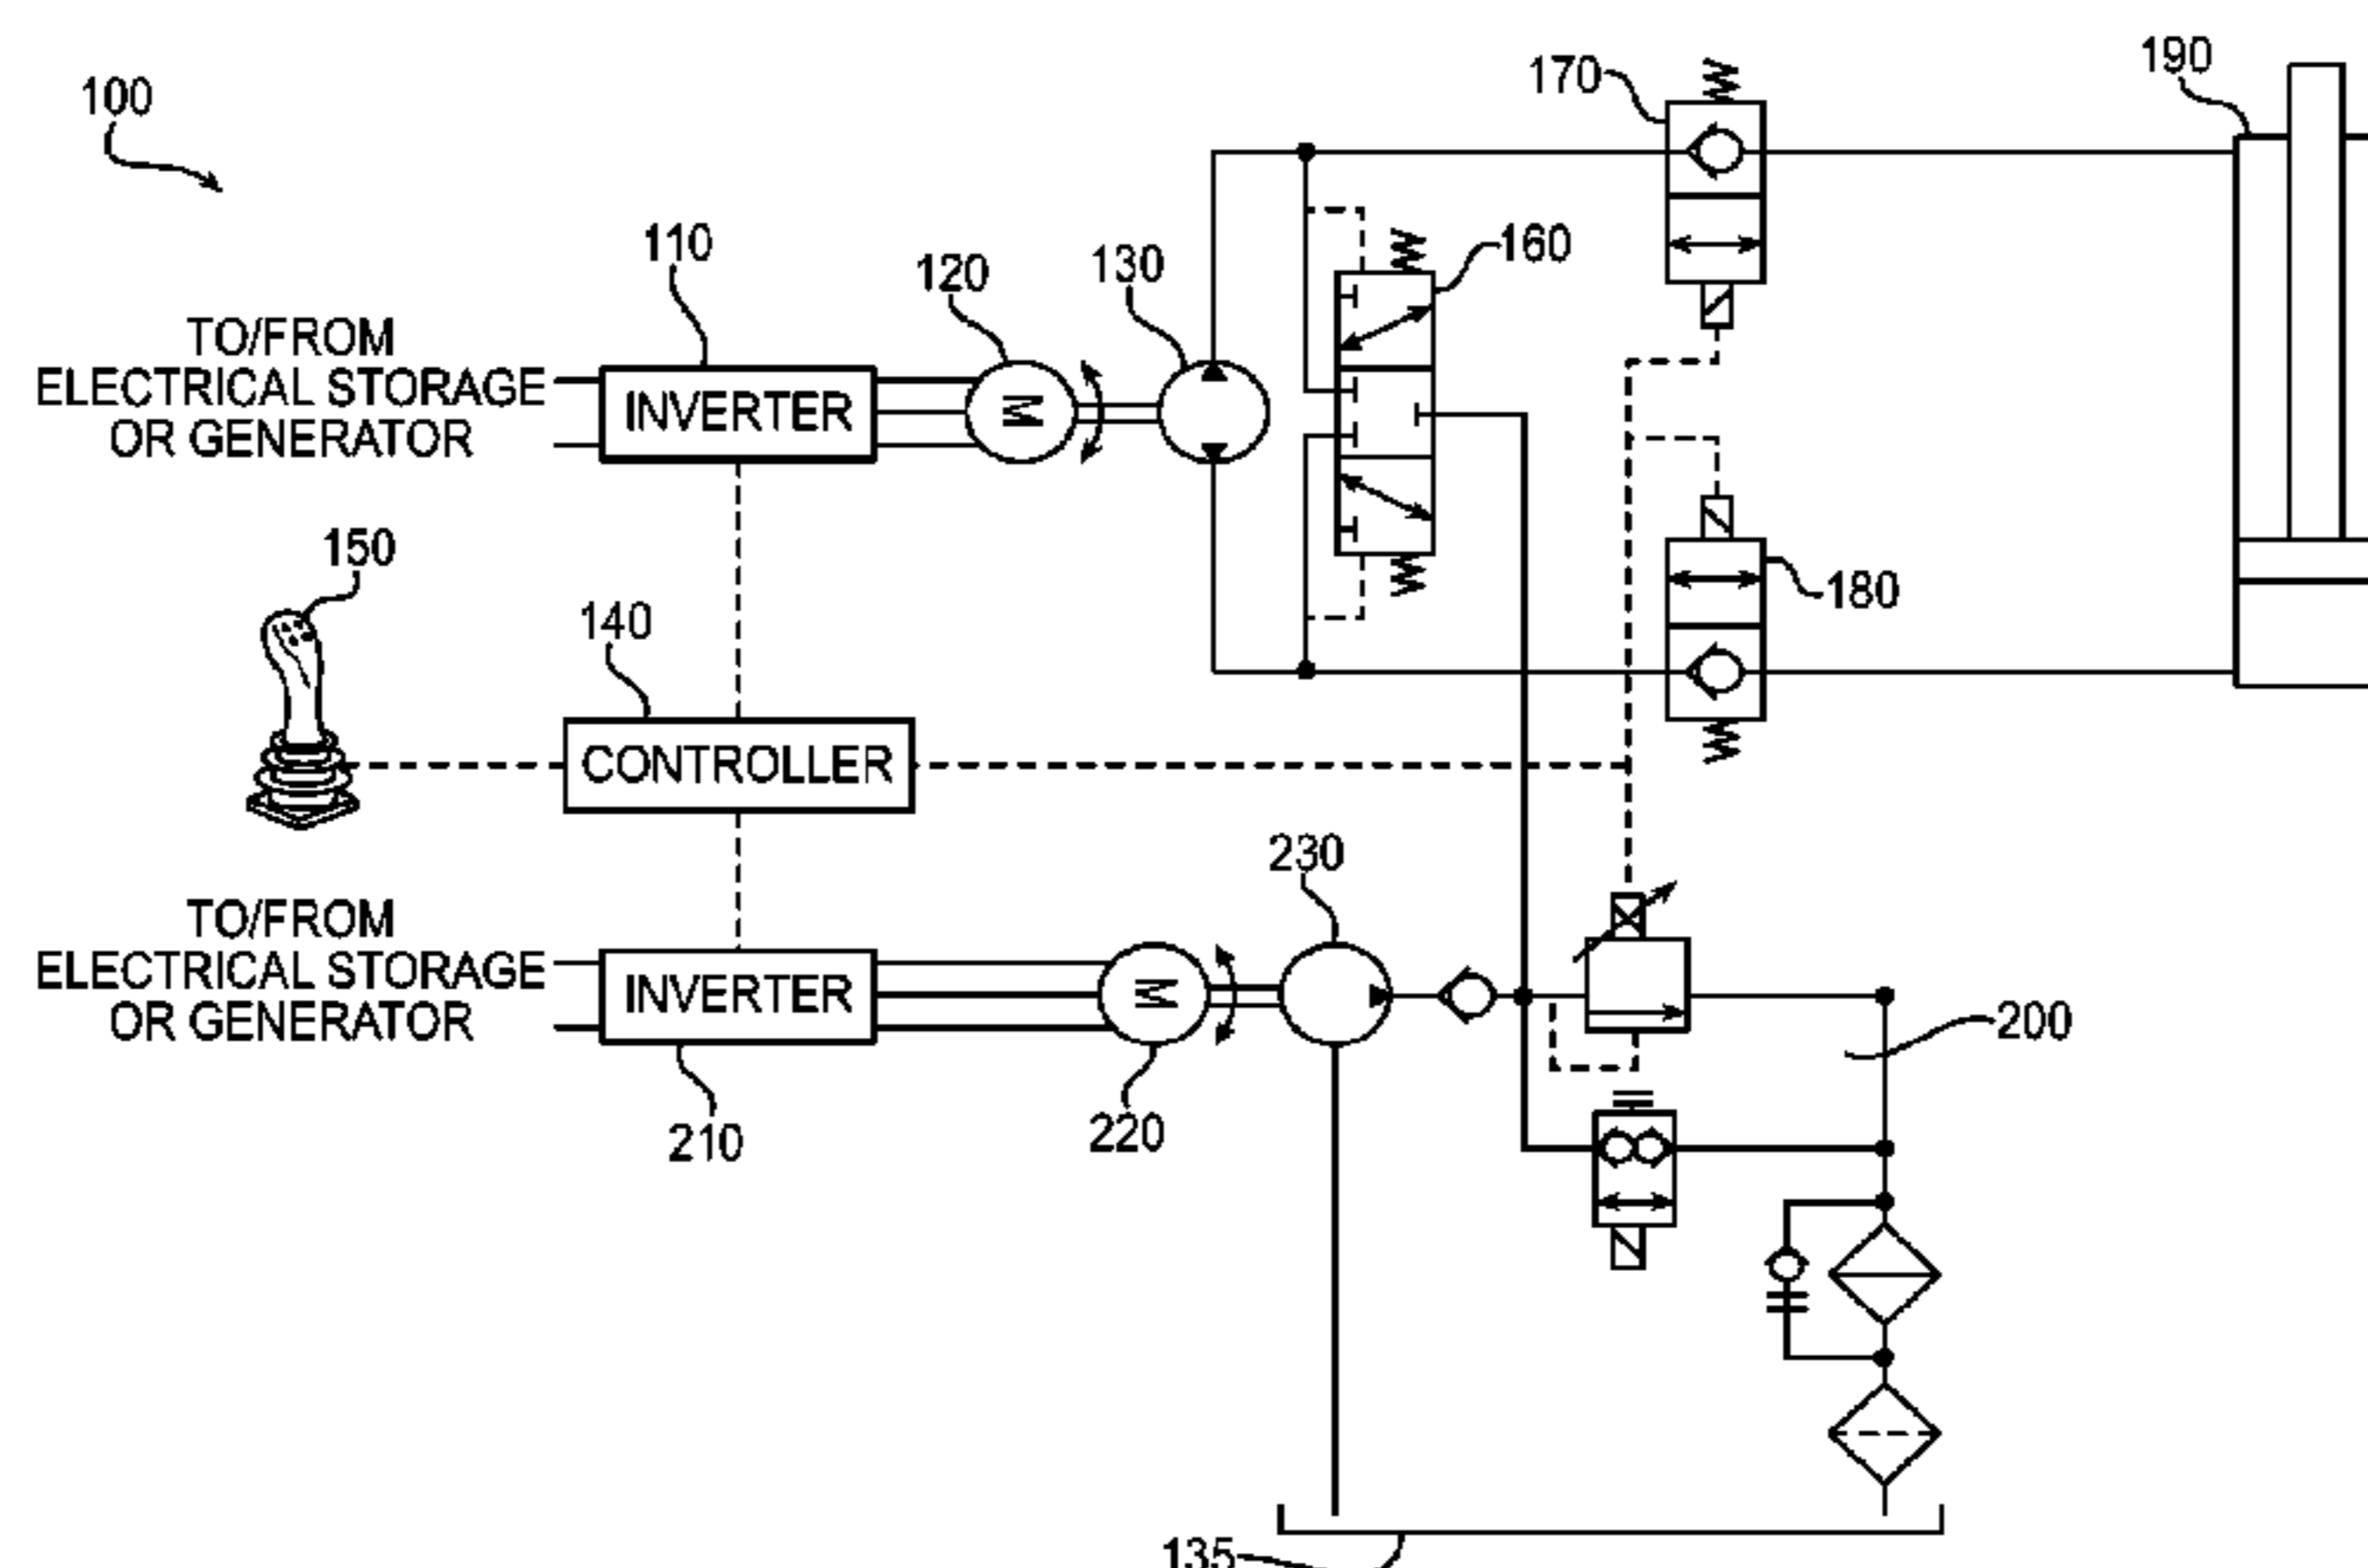 100
170
190
160
110
120
130
TO/FROM
ELECTRICAL STORAGE
OR GENERATOR
INVERTER
M
150
140
180
CONTROLLER
230
TO/FROM
ELECTRICAL STORAGE
OR GENERATOR
INVERTER
M
200
210
220
135